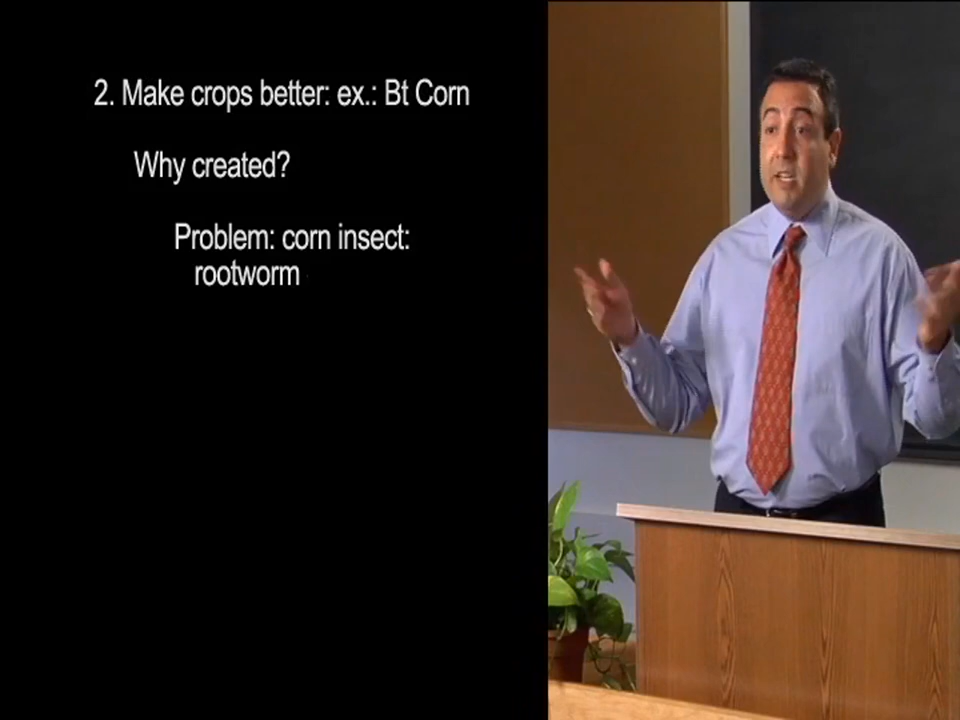 2. Make crops better: ex.: Bt Corn
Why created?
Problem: corn insect:
rootworm